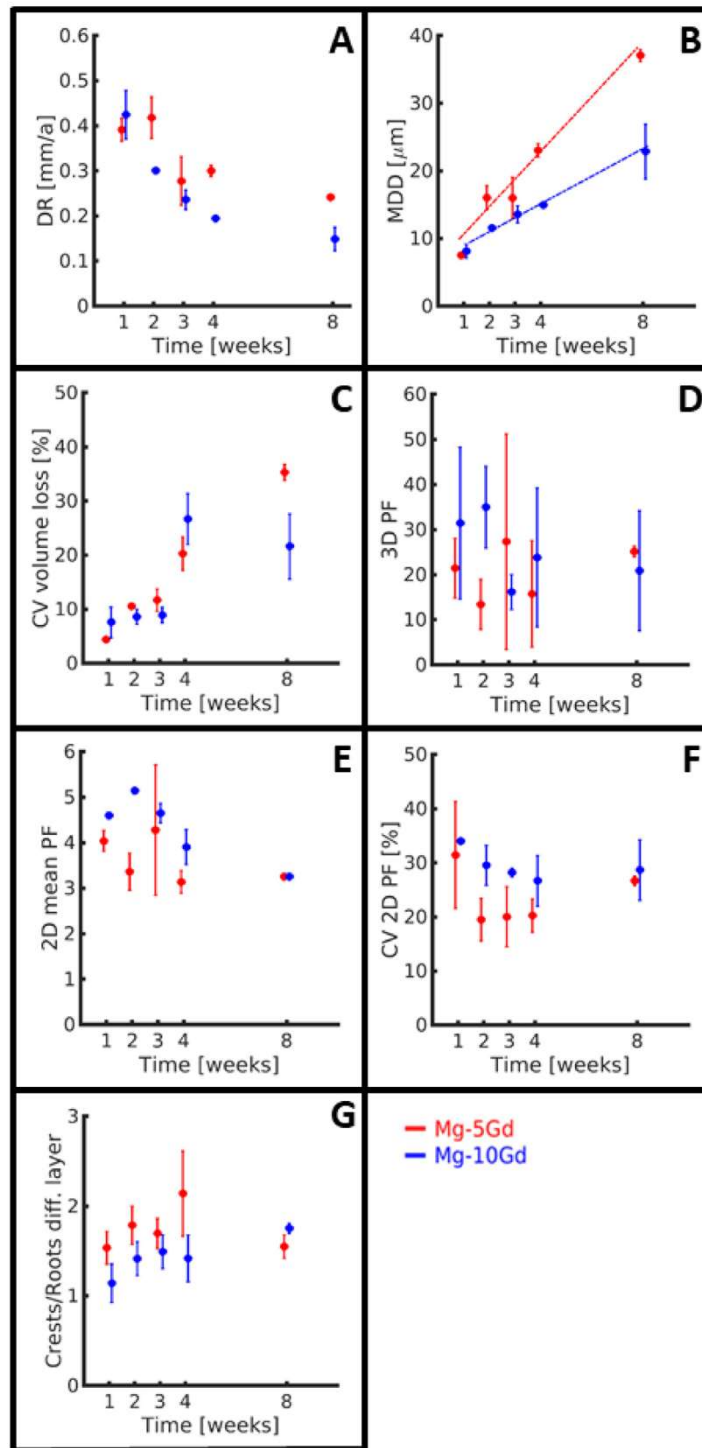 A
DR [mm/a]
0.6
0.5
0.4
0.3
0.2
0.1
0
1 2 3 4 8
Time [weeks]
B
MDD [μm]
40
30
20
10
0
1 2 3 4 8
Time [weeks]
C
CV volume loss [%]
50
40
30
20
10
0
1 2 3 4 8
Time [weeks]
D
3D PF
60
50
40
30
20
10
0
1 2 3 4 8
Time [weeks]
E
2D mean PF
6
5
4
3
2
1
0
1 2 3 4 8
Time [weeks]
F
CV 2D PF [%]
50
40
30
20
10
0
1 2 3 4 8
Time [weeks]
G
Crests/Roots diff. layer
3
2
1
0
1 2 3 4 8
Time [weeks]
Mg-5Gd
Mg-10Gd